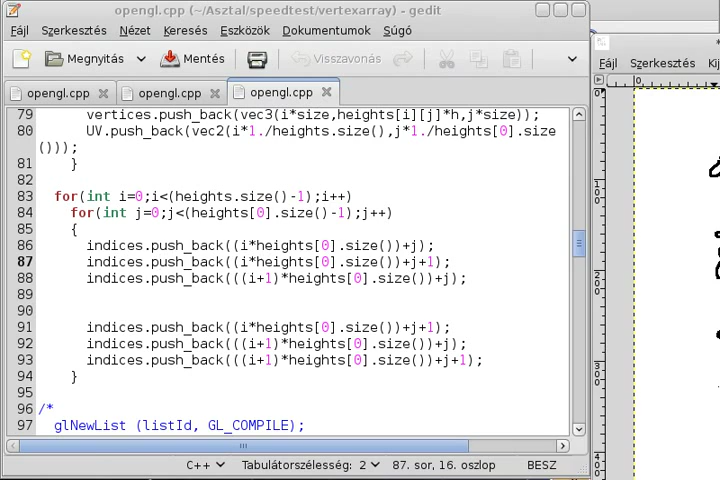 opengl.cpp (~/Asztal/speedtest/vertexarray) - gedit
Fájl Szerkesztés Nézet Keresés Eszközök Dokumentumok Súgó
Megnyitás Mentés Visszavonás
opengl.cpp opengl.cpp opengl.cpp
79 vertices.push_back(vec3(i*size,heights[i][j]*h,j*size));
80 UV.push_back(vec2(i*1./heights.size(),j*1./heights[0].size
()));
81 }
82
83 for(int i=0;i<(heights.size()-1);i++)
84 for(int j=0;j<(heights[0].size()-1);j++)
85 {
86 indices.push_back((i*heights[0].size())+j);
87 indices.push_back((i*heights[0].size())+j+1);
88 indices.push_back(((i+1)*heights[0].size())+j);
89
90
91 indices.push_back((i*heights[0].size())+j+1);
92 indices.push_back(((i+1)*heights[0].size())+j);
93 indices.push_back(((i+1)*heights[0].size())+j+1);
94 }
95
96 /*
97 glNewList (listId, GL_COMPILE);
C++ Tabulátorszélesség: 2 87. sor, 16. oszlop BESZ
Fájl Szerkesztés
0
0
100
200
300
400